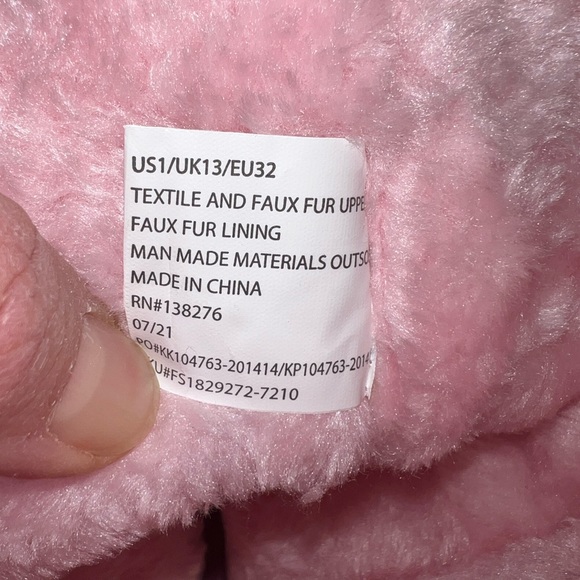 US1/UK13/EU32
TEXTILE AND FAUX FUR UPPE
FAUX FUR LINING
MAN MADE MATERIALS OUTSO
MADE IN CHINA
RN#138276
07/21
PO#KK104763-201414/KP104763-2014
KU#FS1829272-7210